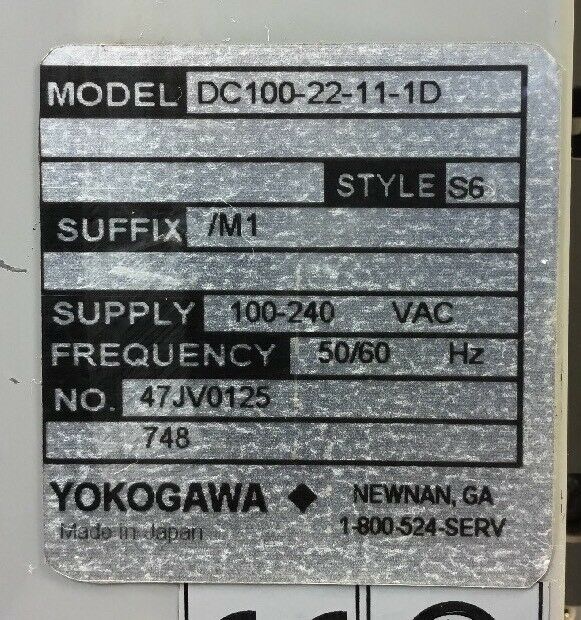 MODEL DC100-22-11-1D
STYLE S6
SUFFIX /M1
SUPPLY 100-240 VAC
FREQUENCY 50/60 Hz
NO. 47JV0125
748
YOKOGAWA ◆ NEWNAN, GA
Made in Japan 1-800-524-SERV